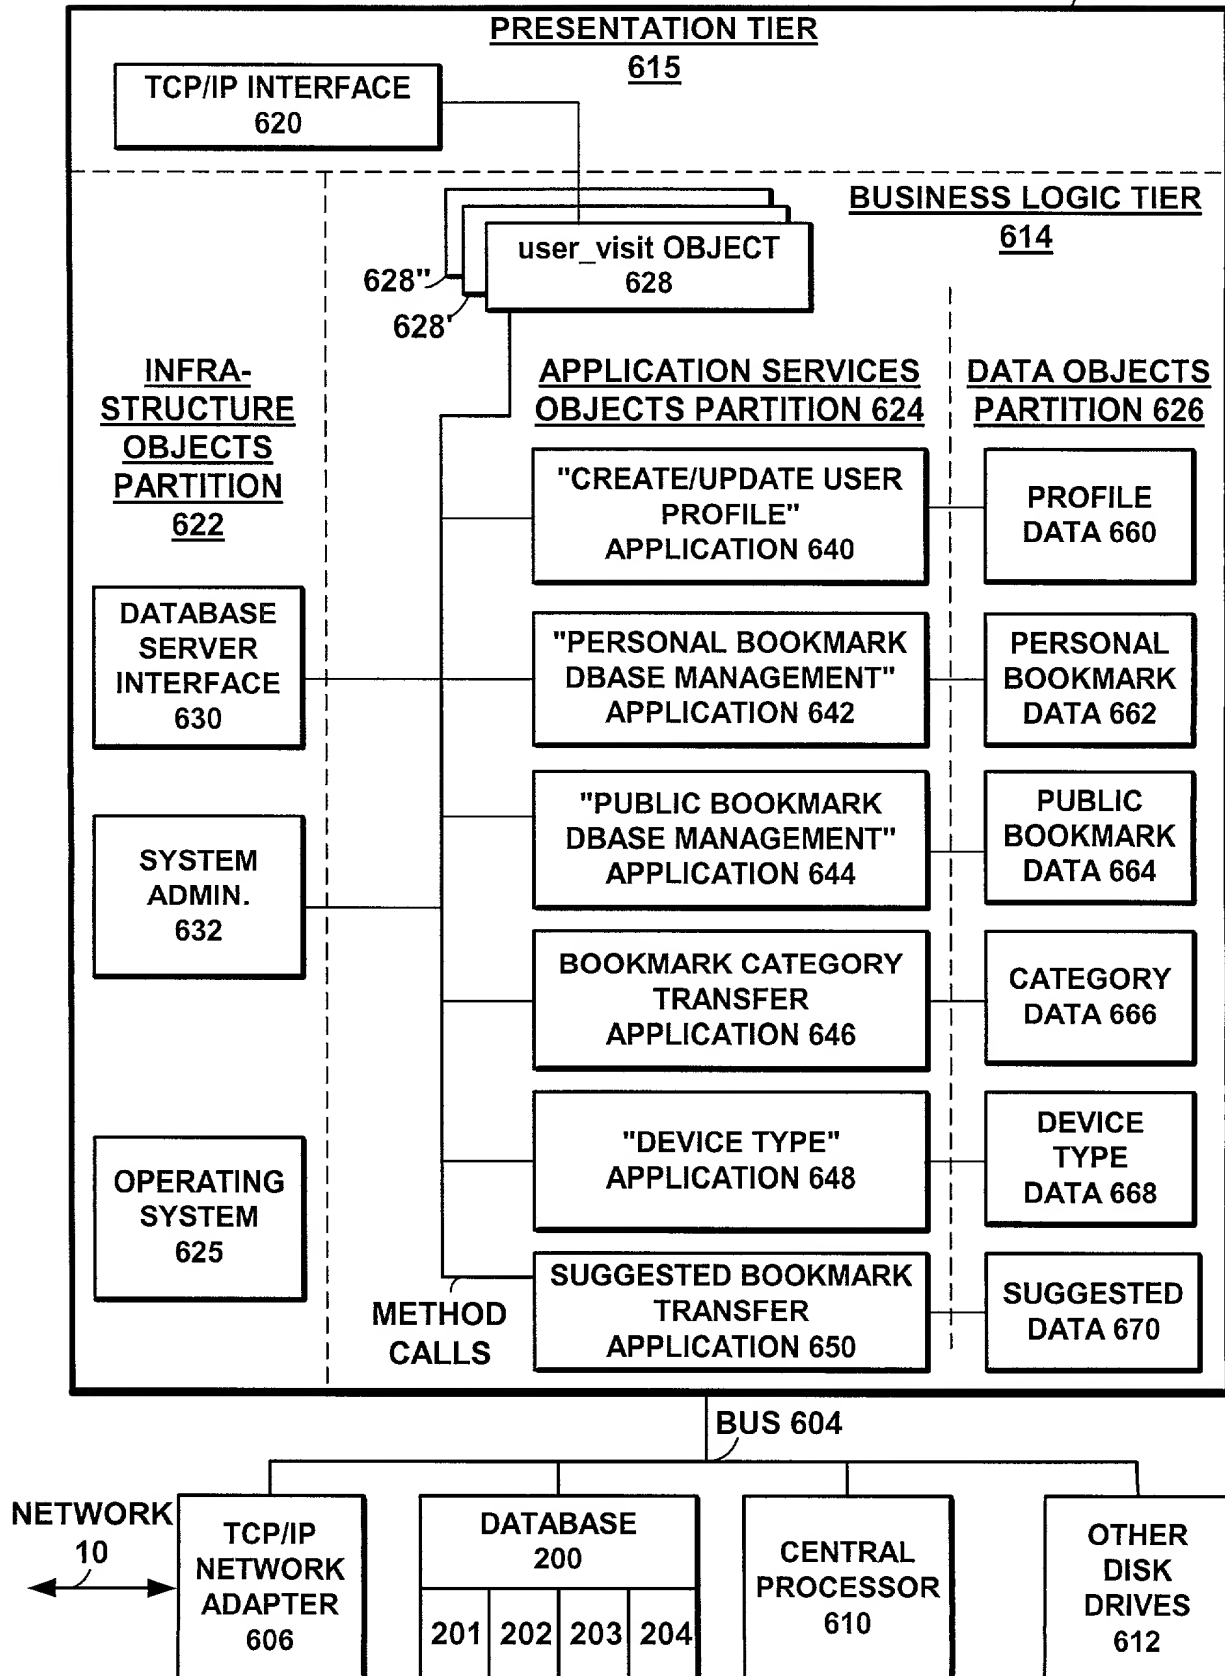 PRESENTATION TIER
615
TCP/IP INTERFACE
620
BUSINESS LOGIC TIER
614
user_visit OBJECT
628
628"
628'
INFRA-
STRUCTURE
OBJECTS
PARTITION
622
APPLICATION SERVICES
OBJECTS PARTITION 624
DATA OBJECTS
PARTITION 626
"CREATE/UPDATE USER
PROFILE"
APPLICATION 640
PROFILE
DATA 660
DATABASE
SERVER
INTERFACE
630
"PERSONAL BOOKMARK
DBASE MANAGEMENT"
APPLICATION 642
PERSONAL
BOOKMARK
DATA 662
SYSTEM
ADMIN.
632
"PUBLIC BOOKMARK
DBASE MANAGEMENT"
APPLICATION 644
PUBLIC
BOOKMARK
DATA 664
BOOKMARK CATEGORY
TRANSFER
APPLICATION 646
CATEGORY
DATA 666
OPERATING
SYSTEM
625
"DEVICE TYPE"
APPLICATION 648
DEVICE
TYPE
DATA 668
METHOD
CALLS
SUGGESTED BOOKMARK
TRANSFER
APPLICATION 650
SUGGESTED
DATA 670
BUS 604
NETWORK
10
TCP/IP
NETWORK
ADAPTER
606
DATABASE
200
201 202 203 204
CENTRAL
PROCESSOR
610
OTHER
DISK
DRIVES
612